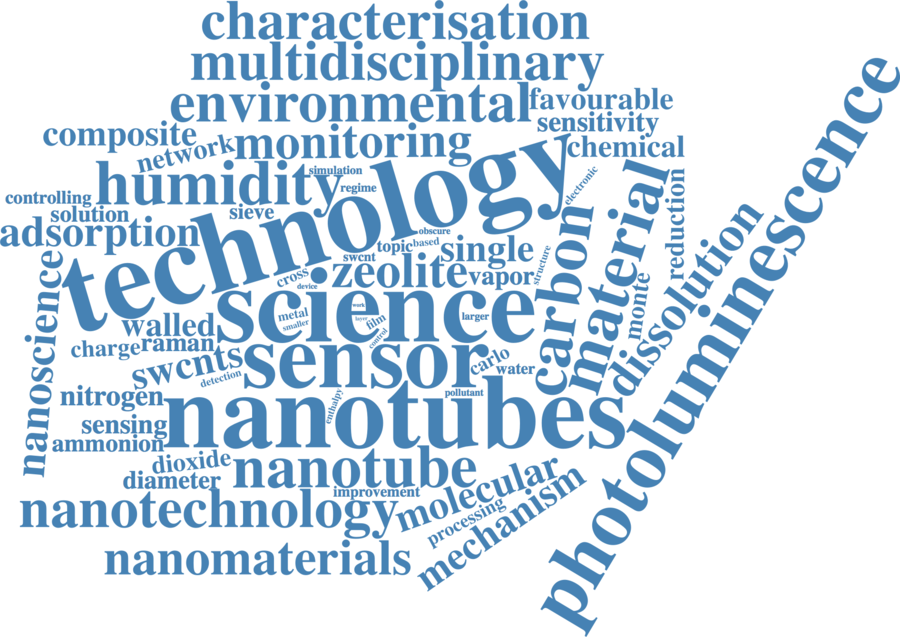 characterisation
multidisciplinary
environmental
favourable
sensitivity
composite
network
monitoring
chemical
humidity
simulation
regime
electronic
controlling
solution
sieve
technology
adsorption
obscure
topic
based
swcnt
single
carbon
material
reduction
photoluminescence
nanoscience
cross
device
zeolite
vapor
structure
monte
dissolution
science
work
layer
metal
smaller
film
control
larger
walled
charge
raman
swcnts
detection
sensor
carlo
water
nitrogen
enthalpy
pollutant
sensing
nanotubes
ammonion
dioxide
diameter
nanotube
improvement
molecular
nanotechnology
processing
mechanism
nanomaterials